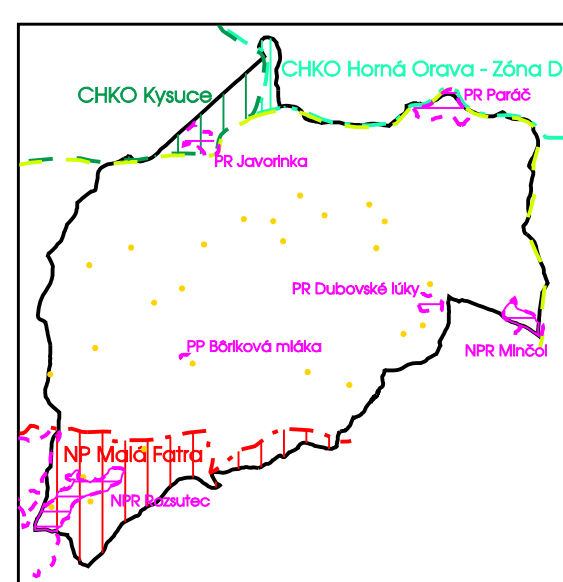 CHKO Horná Orava - Zóna D
CHKO Kysuce
PR Paráč
PR Javorinka
PR Dubovské lúky
PP Bôriková mláka
NPR Minčol
NP Malá Fatra
NPR Rozsutec